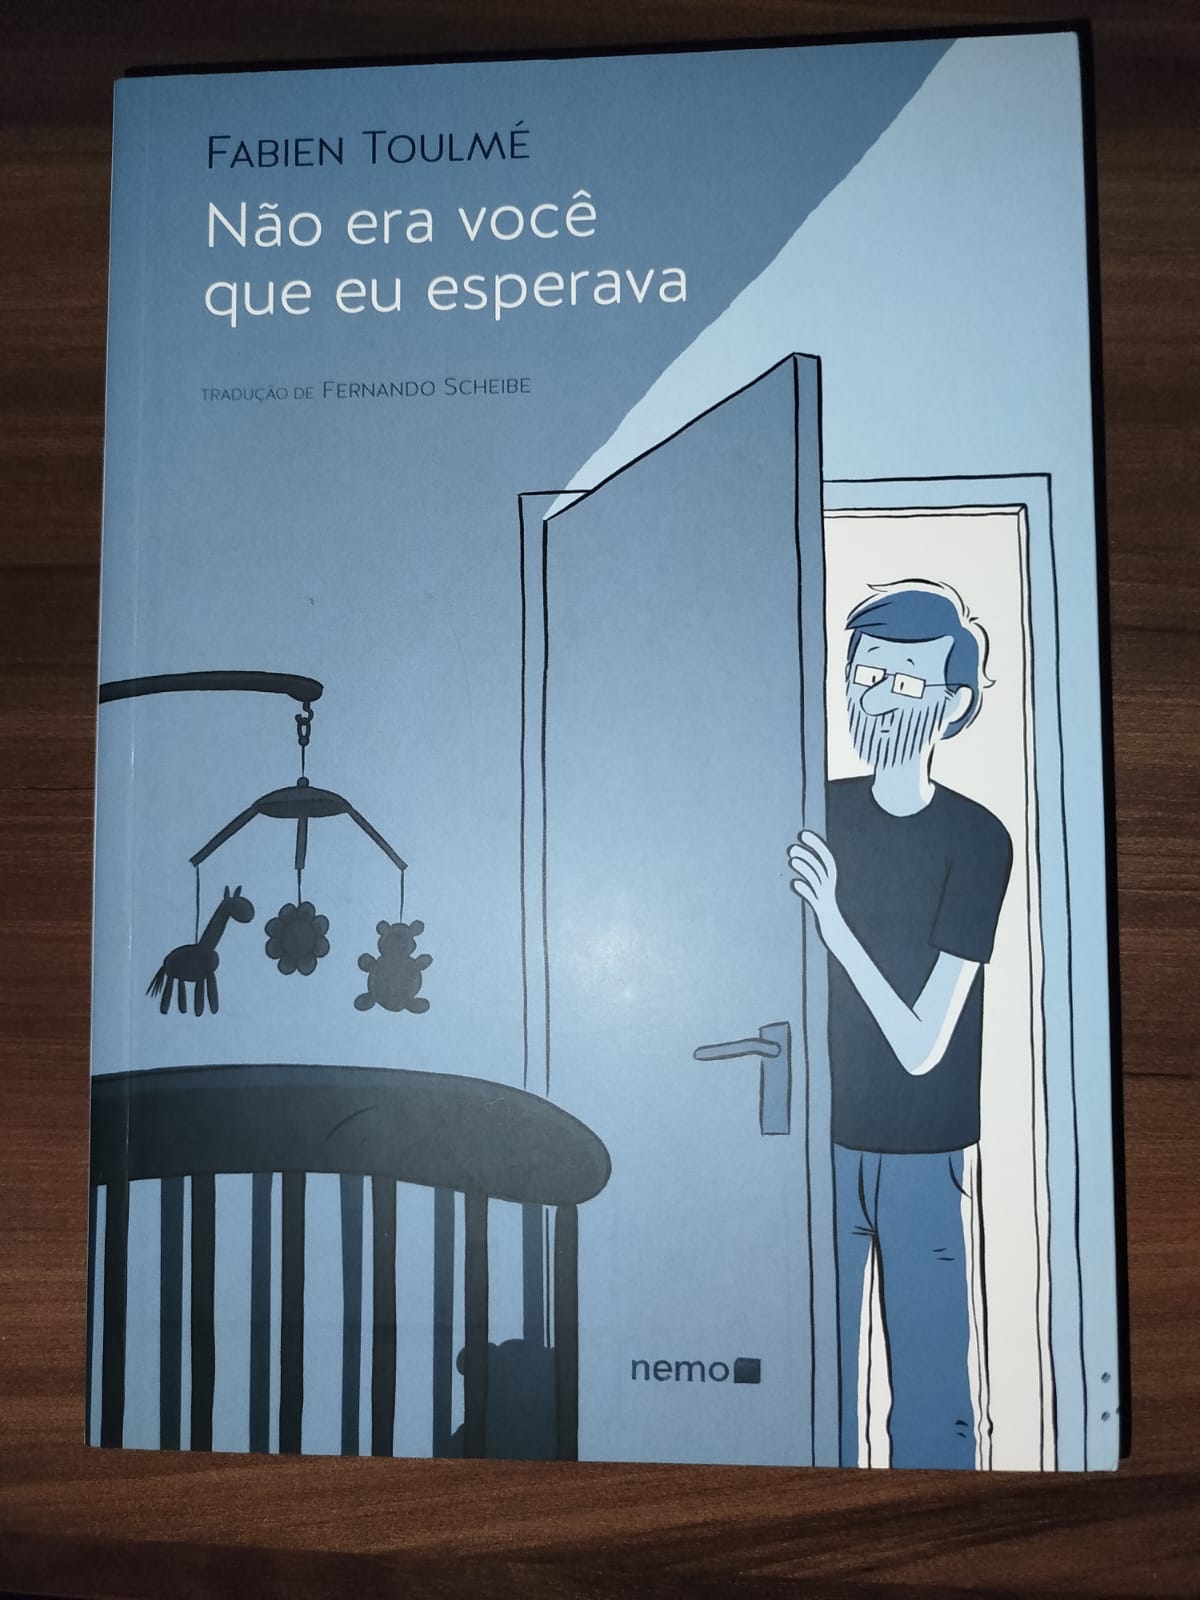 FABIEN TOULMÉ
Não era você
que eu esperava
TRADUÇÃO DE FERNANDO SCHEIBE
nemo